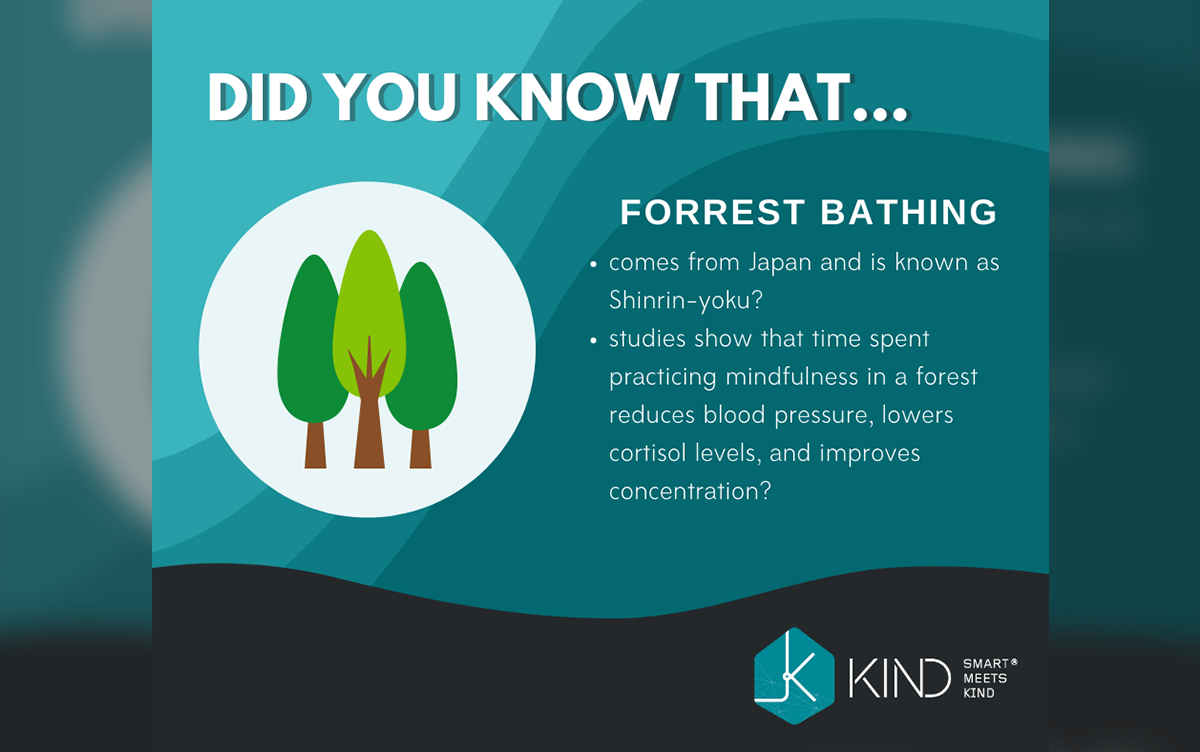 DID YOU KNOW THAT...
FORREST BATHING
• comes from Japan and is known as
Shinrin-yoku?
• studies show that time spent
practicing mindfulness in a forest
reduces blood pressure, lowers
cortisol levels, and improves
concentration?
K
KIND
SMART®
MEETS
KIND